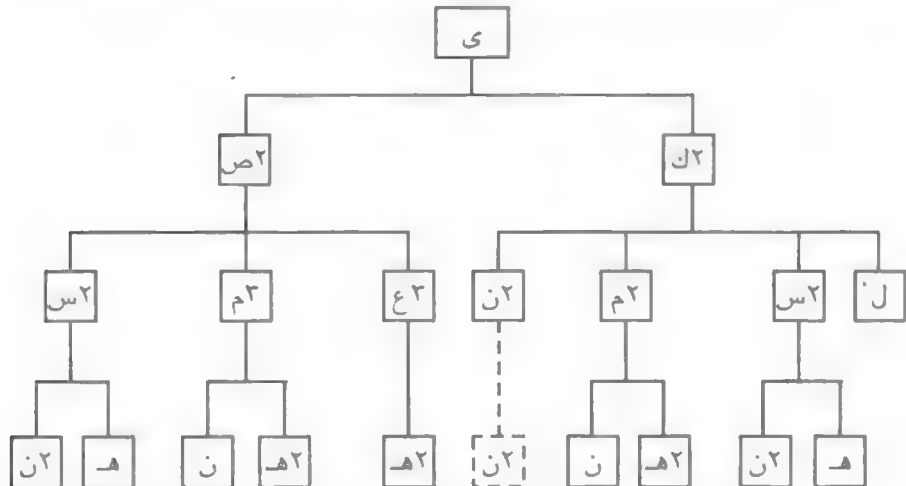 ى
٢ك ٢ص
ل ٢س ٢م ٢ن ٣ع ٣م ٢س
هـ ٢ن ٢هـ ن ٢ن ٢هـ ٢هـ ن هـ ٢ن